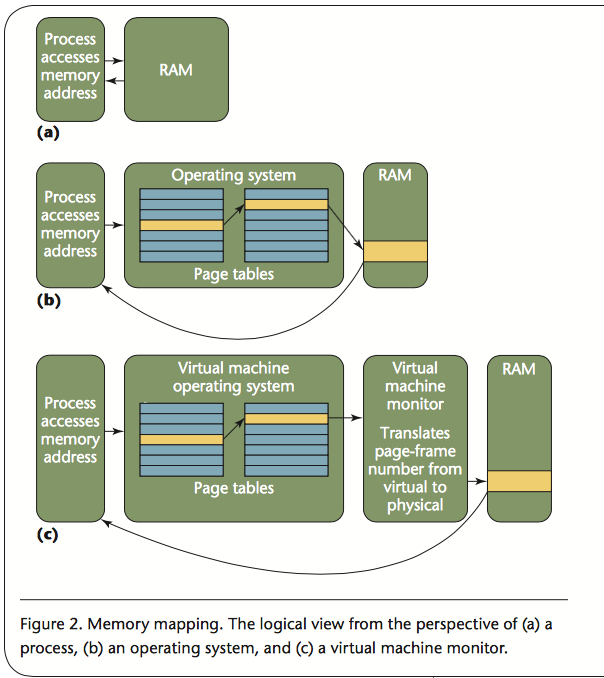 Process
accesses
memory
address
RAM
(a)
Process
accesses
memory
address
Operating system
Page tables
RAM
(b)
Process
accesses
memory
address
Virtual machine
operating system
Page tables
Virtual
machine
monitor
Translates
page-frame
number from
virtual to
physical
RAM
(c)
Figure 2. Memory mapping. The logical view from the perspective of (a) a
process, (b) an operating system, and (c) a virtual machine monitor.